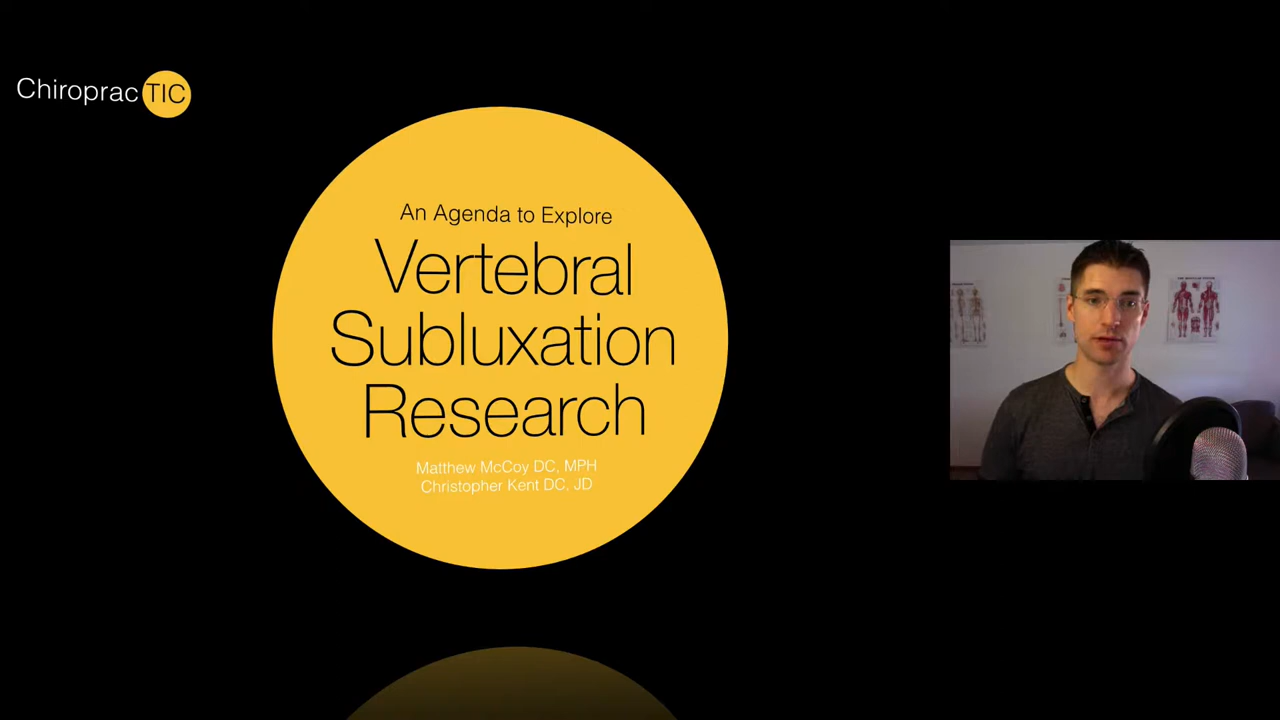 ChiropracTIC
An Agenda to Explore
Vertebral
Subluxation
Research
Matthew McCoy DC, MPH
Christopher Kent DC, JD